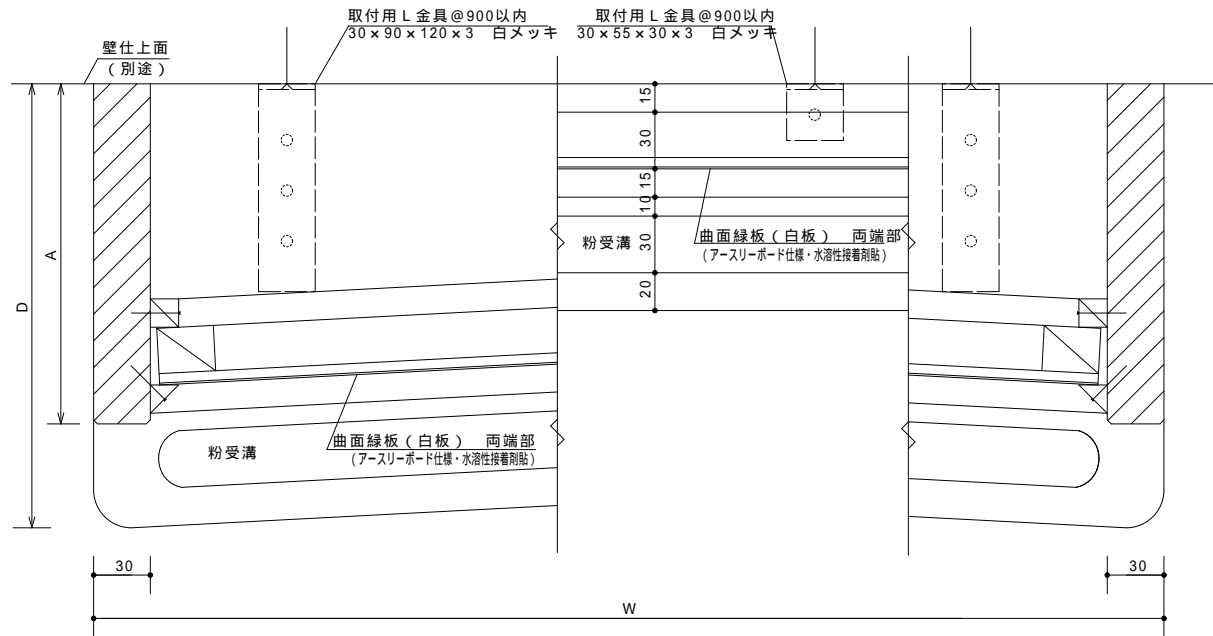 取付用Ｌ金具@900以内
30×90×120×3　白メッキ
取付用Ｌ金具@900以内
30×55×30×3　白メッキ
壁仕上面
（別途）
15
30
15
10
30
20
粉受溝
曲面緑板（白板）　両端部
(アースリーボード仕様・水溶性接着剤貼)
A
D
粉受溝
曲面緑板（白板）　両端部
(アースリーボード仕様・水溶性接着剤貼)
30
30
W